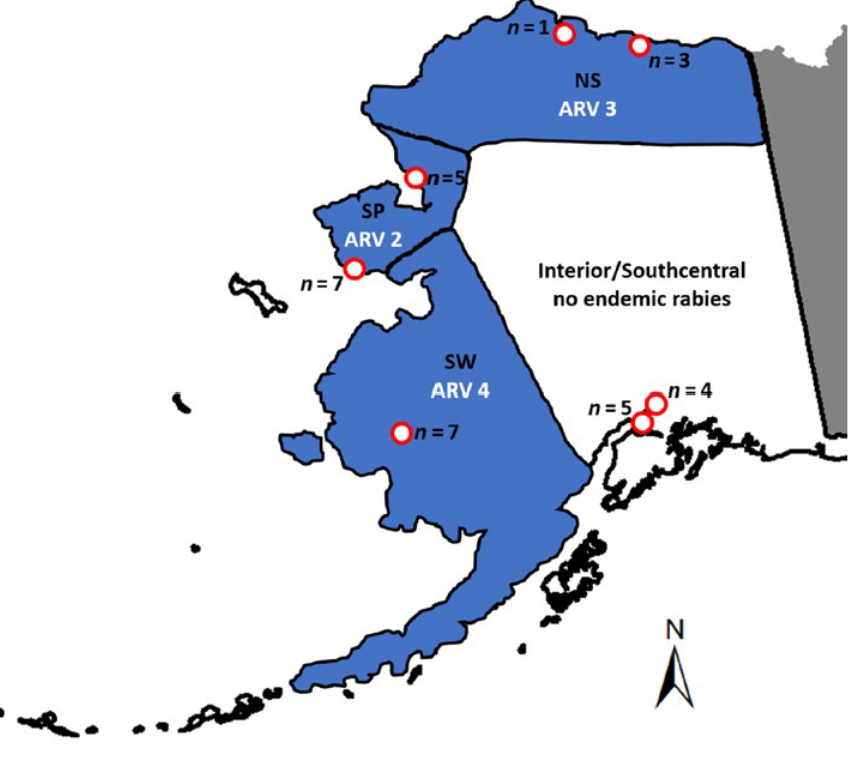 n = 1
n = 3
NS
ARV 3
n = 5
SP
ARV 2
n = 7
Interior/Southcentral
no endemic rabies
SW
ARV 4
n = 4
n = 5
n = 7
N